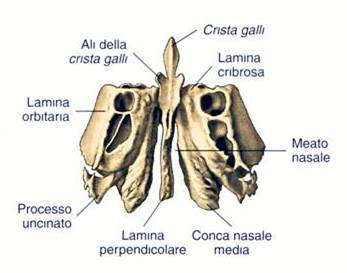 Crista galli
Ali della
crista galli
Lamina
cribrosa
Lamina
orbitaria
Meato
nasale
Processo
uncinato
Lamina
perpendicolare
Conca nasale
media